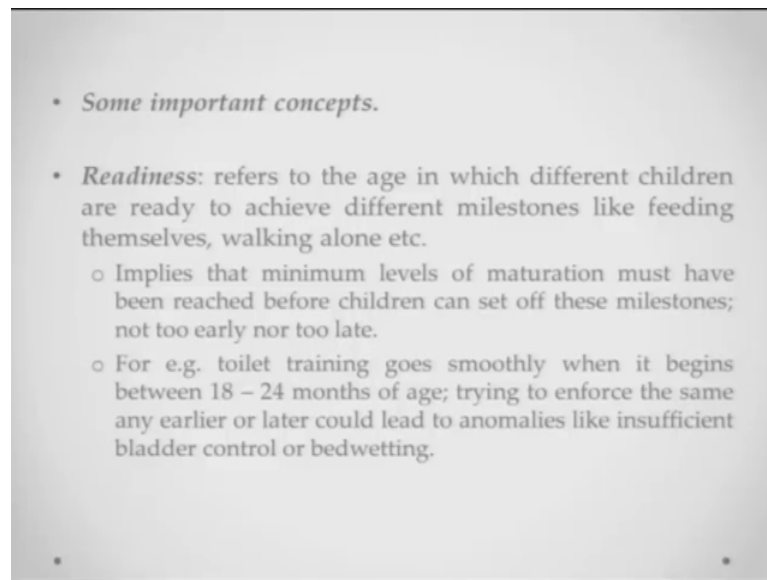 • Some important concepts.
• Readiness: refers to the age in which different children
are ready to achieve different milestones like feeding
themselves, walking alone etc.
o Implies that minimum levels of maturation must have
been reached before children can set off these milestones;
not too early nor too late.
o For e.g. toilet training goes smoothly when it begins
between 18 – 24 months of age; trying to enforce the same
any earlier or later could lead to anomalies like insufficient
bladder control or bedwetting.